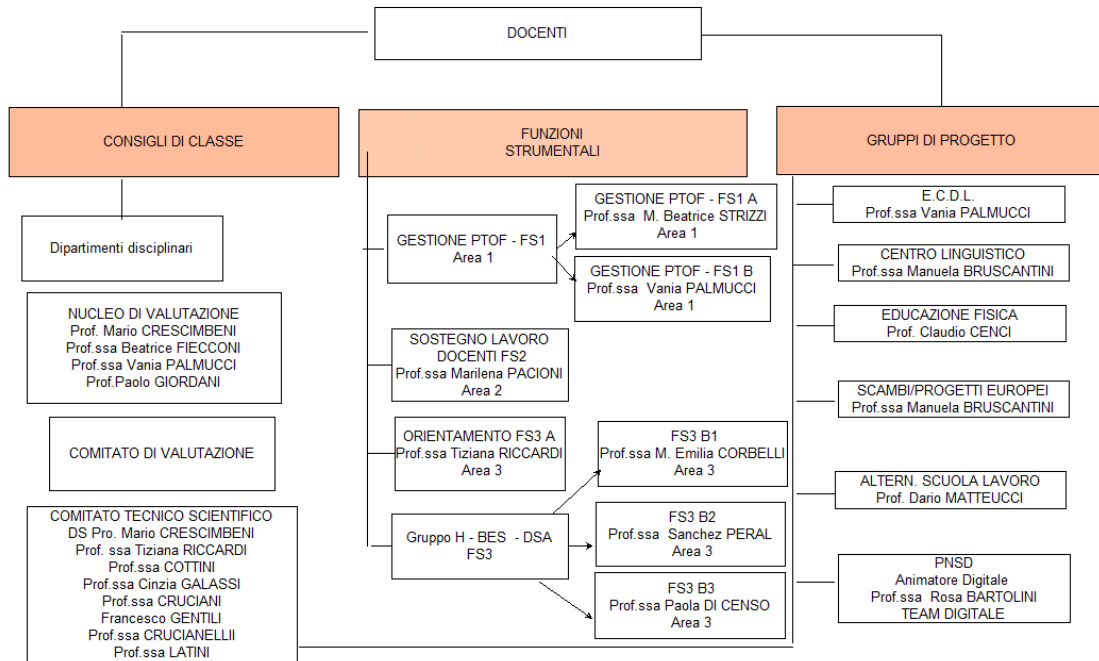 DOCENTI
CONSIGLI DI CLASSE
FUNZIONI
STRUMENTALI
GRUPPI DI PROGETTO
Dipartimenti disciplinari
NUCLEO DI VALUTAZIONE
Prof. Mario CRESCIMBENI
Prof.ssa Beatrice FIECCONI
Prof.ssa Vania PALMUCCI
Prof.Paolo GIORDANI
COMITATO DI VALUTAZIONE
COMITATO TECNICO SCIENTIFICO
DS Pro. Mario CRESCIMBENI
Prof. ssa Tiziana RICCARDI
Prof.ssa COTTINI
Prof.ssa Cinzia GALASSI
Prof.ssa CRUCIANI
Francesco GENTILI
Prof.ssa CRUCIANELLII
Prof.ssa LATINI
GESTIONE PTOF - FS1
Area 1
GESTIONE PTOF - FS1 A
Prof.ssa M. Beatrice STRIZZI
Area 1
GESTIONE PTOF - FS1 B
Prof.ssa Vania PALMUCCI
Area 1
SOSTEGNO LAVORO
DOCENTI FS2
Prof.ssa Marilena PACIONI
Area 2
ORIENTAMENTO FS3 A
Prof.ssa Tiziana RICCARDI
Area 3
Gruppo H - BES - DSA
FS3
FS3 B1
Prof.ssa M. Emilia CORBELLI
Area 3
FS3 B2
Prof.ssa Sanchez PERAL
Area 3
FS3 B3
Prof.ssa Paola DI CENSO
Area 3
E.C.D.L.
Prof.ssa Vania PALMUCCI
CENTRO LINGUISTICO
Prof.ssa Manuela BRUSCANTINI
EDUCAZIONE FISICA
Prof. Claudio CENCI
SCAMBI/PROGETTI EUROPEI
Prof.ssa Manuela BRUSCANTINI
ALTERN. SCUOLA LAVORO
Prof. Dario MATTEUCCI
PNSD
Animatore Digitale
Prof.ssa Rosa BARTOLINI
TEAM DIGITALE